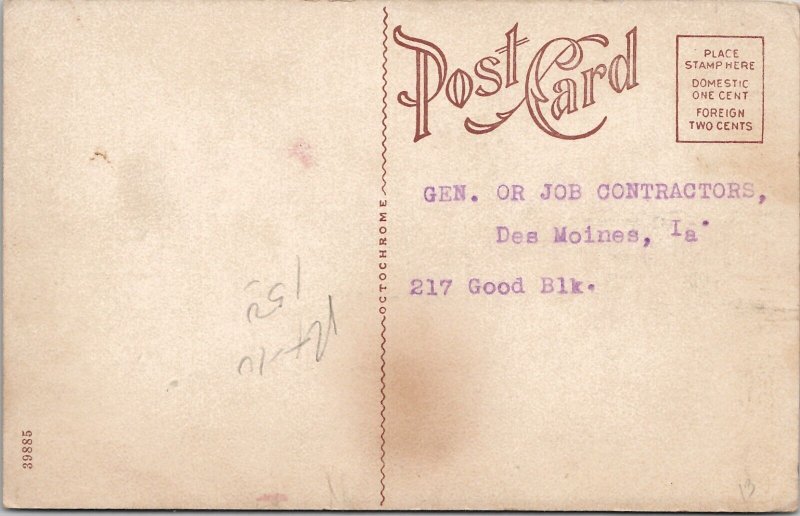 Post Card
PLACE
STAMP HERE
DOMESTIC
ONE CENT
FOREIGN
TWO CENTS
GEN. OR JOB CONTRACTORS,
Des Moines, Ia.
217 Good Blk.
OCTOCHROME
39885
13